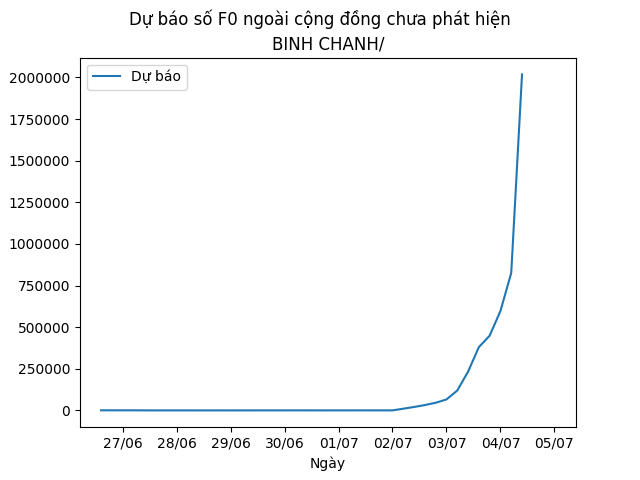 Dự báo số F0 ngoài cộng đồng chưa phát hiện
BINH CHANH/
Dự báo
2000000
1750000
1500000
1250000
1000000
750000
500000
250000
0
27/06 28/06 29/06 30/06 01/07 02/07 03/07 04/07 05/07
Ngày